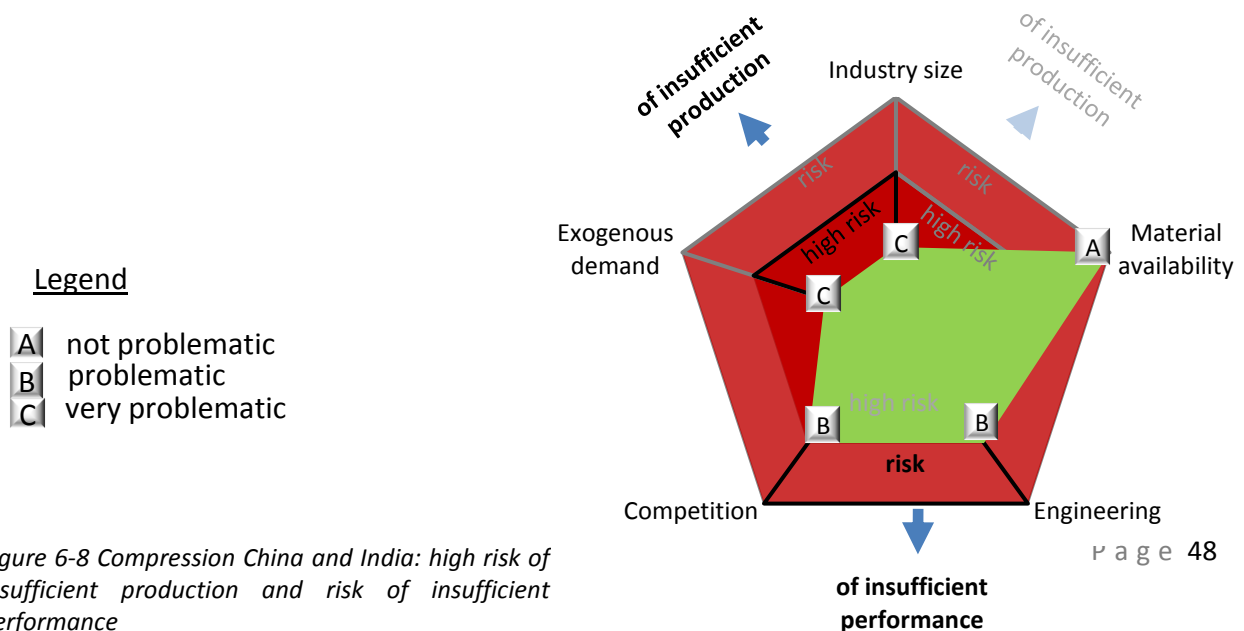 of insufficient
production
of insufficient
production
Industry size
risk
risk
high risk
high risk
Exogenous
demand
C
A
Material
availability
C
Legend
A not problematic
B problematic
C very problematic
high risk
B
B
risk
Competition
Engineering
igure 6-8 Compression China and India: high risk of
sufficient production and risk of insufficient
erformance
Page 48
of insufficient
performance